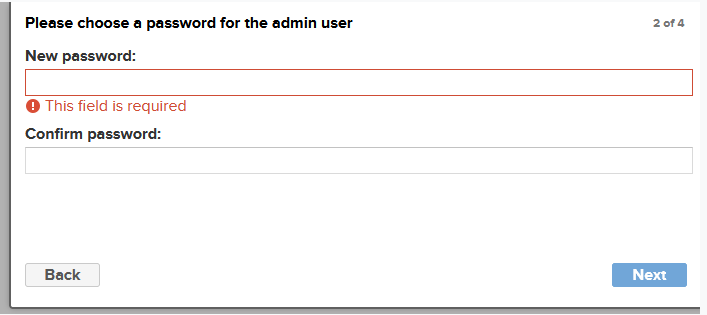 Please choose a password for the admin user
2 of 4
New password:
This field is required
Confirm password:
Back
Next